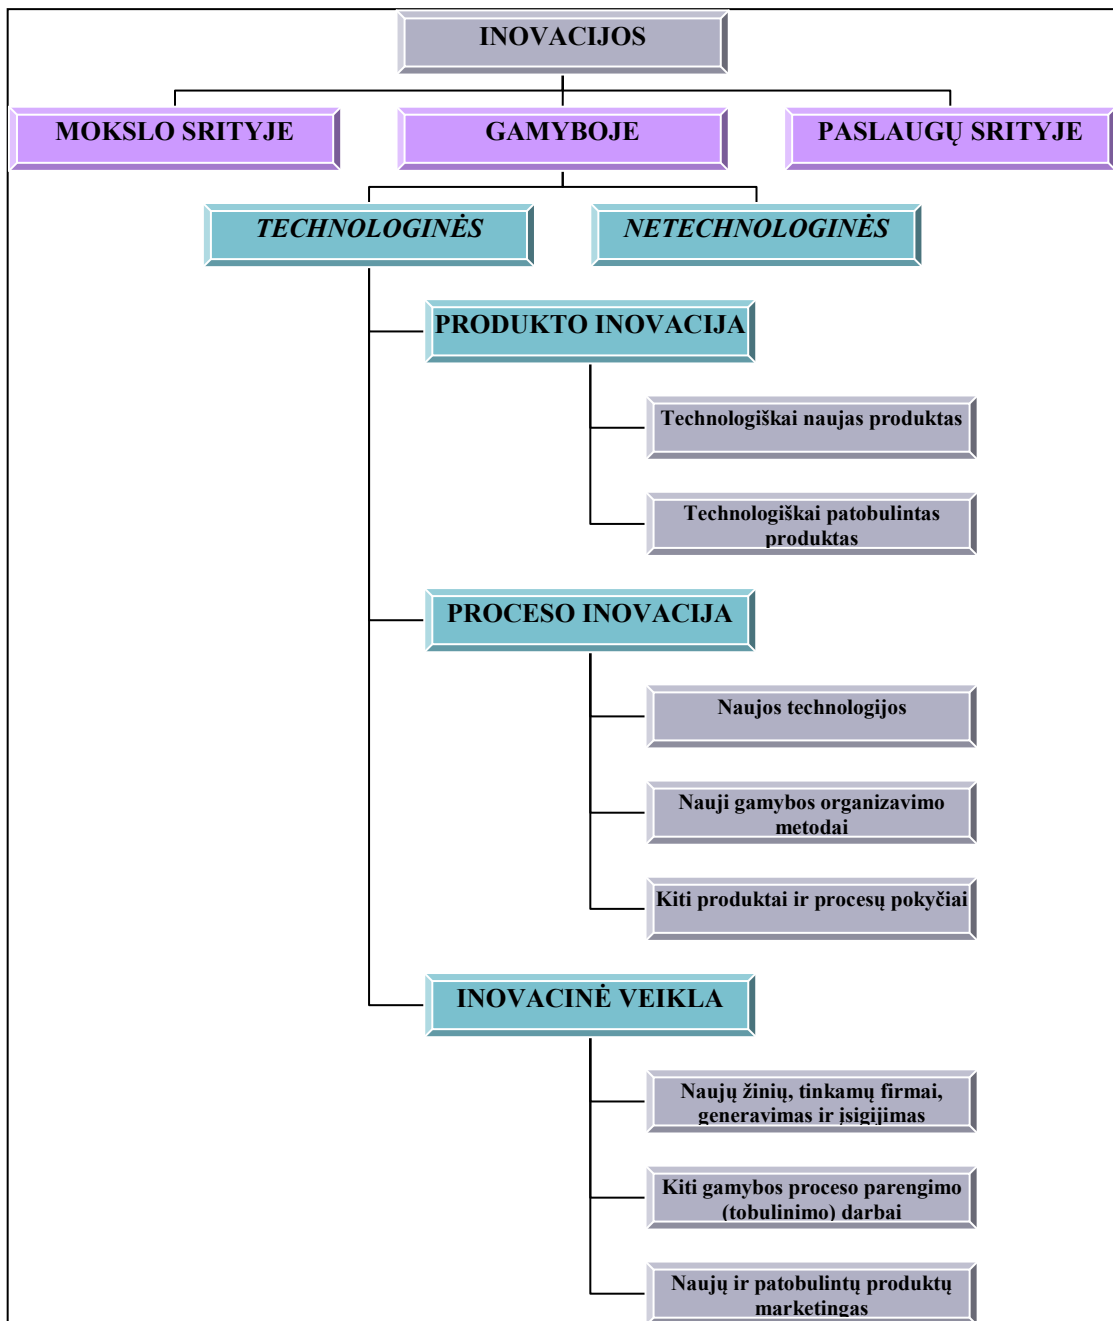 INOVACIJOS
MOKSLO SRITYJE
GAMYBOJE
PASLAUGŲ SRITYJE
TECHNOLOGINĖS
NETECHNOLOGINĖS
PRODUKTO INOVACIJA
Technologiškai naujas produktas
Technologiškai patobulintas
produktas
PROCESO INOVACIJA
Naujos technologijos
Nauji gamybos organizavimo
metodai
Kiti produktai ir procesų pokyčiai
INOVACINĖ VEIKLA
Naujų žinių, tinkamų firmai,
generavimas ir įsigijimas
Kiti gamybos proceso parengimo
(tobulinimo) darbai
Naujų ir patobulintų produktų
marketingas